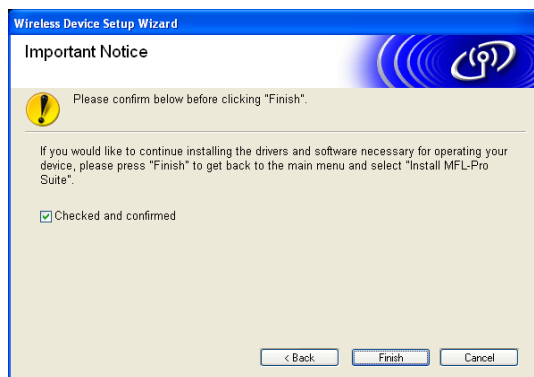 Wireless Device Setup Wizard
Important Notice
Please confirm below before clicking "Finish".
If you would like to continue installing the drivers and software necessary for operating your
device, please press "Finish" to get back to the main menu and select "Install MFL-Pro
Suite".
Checked and confirmed
< Back Finish Cancel